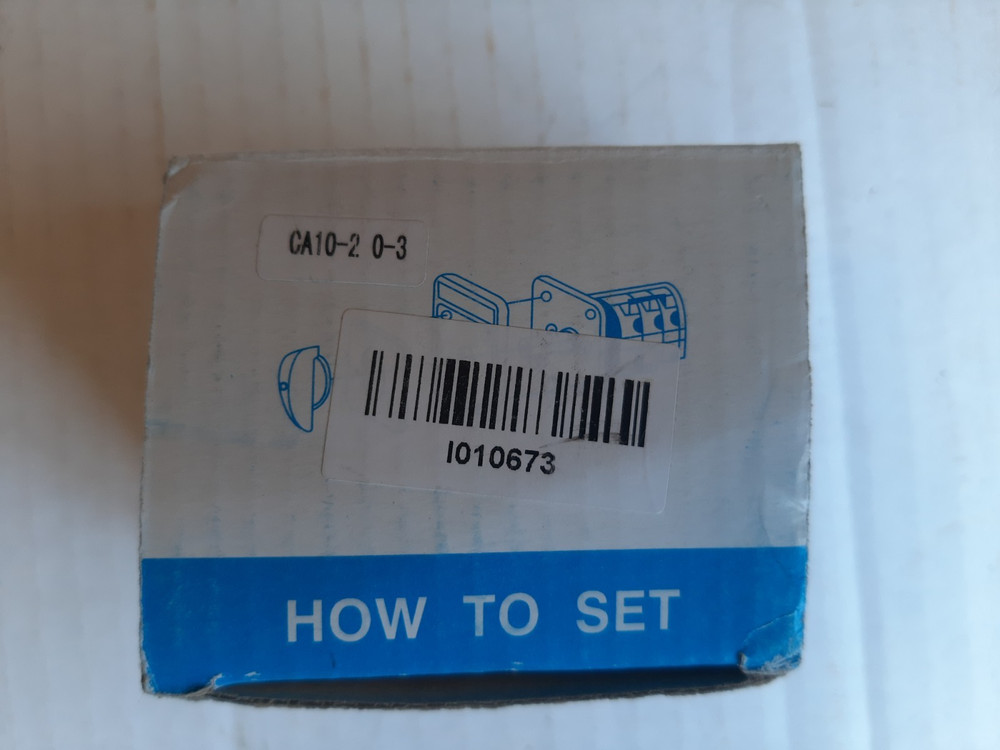 CA10-2 0-3
I010673
HOW TO SET